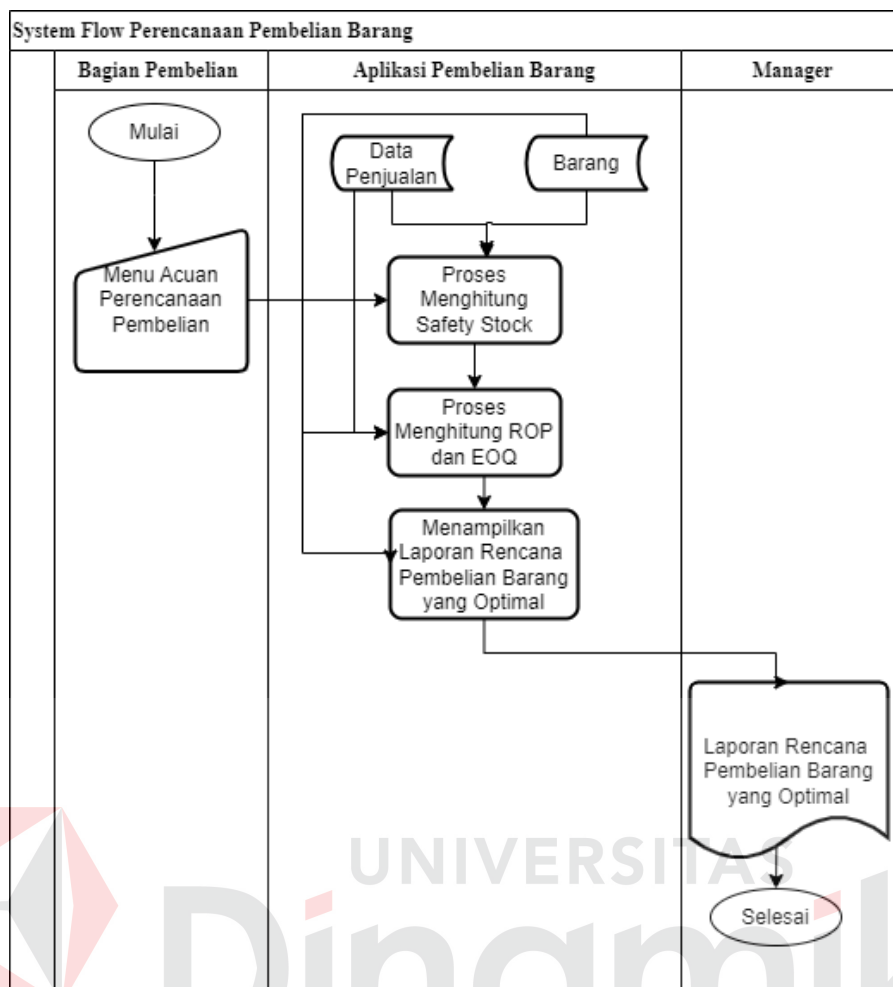 System Flow Perencanaan Pembelian Barang
Bagian Pembelian
Aplikasi Pembelian Barang
Manager
Mulai
Data
Penjualan
Barang
Menu Acuan
Perencanaan
Pembelian
Proses
Menghitung
Safety Stock
Proses
Menghitung ROP
dan EOQ
Menampilkan
Laporan Rencana
Pembelian Barang
yang Optimal
Laporan Rencana
Pembelian Barang
yang Optimal
Selesai
UNIVERSITAS